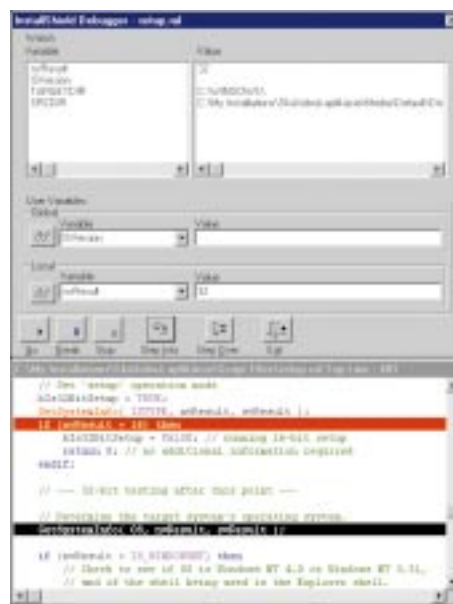 InstallShield Debugger - setup.rul
Watch
Variable Value
nvResult 32
TARGETDIR
SRCDIR
User Variables
Global
Variable Value
Local
Variable Value
nvResult 32
Go Break Stop Step Into Step Over Exit
// Set 'setup' operation mode
bIs32BitSetup = TRUE;
GetSystemInfo( ISTYPE, nvResult, svResult );
if (nvResult = 16) then
bIs32BitSetup = FALSE; // running 16-bit setup
return 0; // no additional information required
endif;
// --- 32-bit testing after this point ---
// Determine the target system's operating system.
GetSystemInfo( OS, nvResult, svResult );
if (nvResult = IS_WINDOWSNT) then
// Check to see if OS is Windows NT 4.0 or Windows NT 3.51,
// and if the shell being used is the Explorer shell.